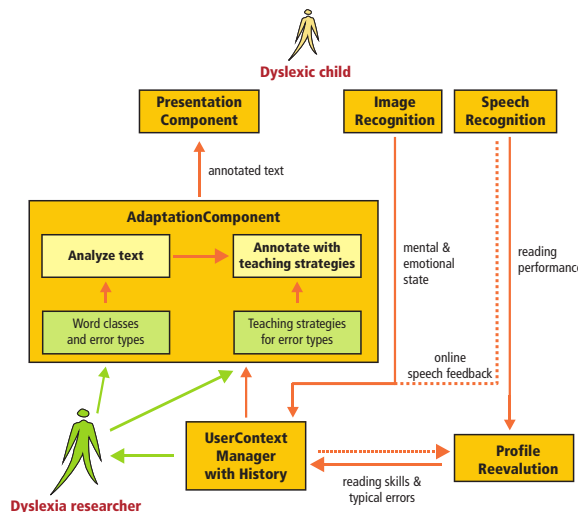 Dyslexic child
Presentation
Component
Image
Recognition
Speech
Recognition
annotated text
AdaptationComponent
Analyze text
Annotate with
teaching strategies
mental &
emotional
state
reading
performance
Word classes
and error types
Teaching strategies
for error types
online
speech feedback
UserContext
Manager
with History
Profile
Reevalution
reading skills &
typical errors
Dyslexia researcher